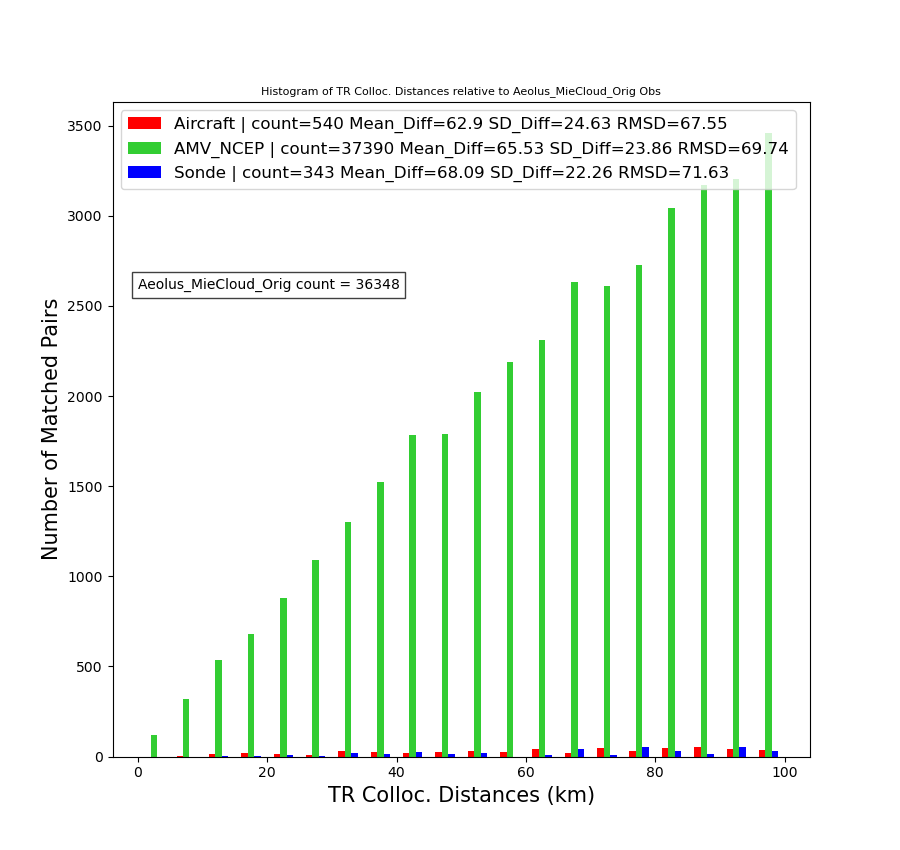 Histogram of TR Colloc. Distances relative to Aeolus_MieCloud_Orig Obs
Aircraft | count=540 Mean_Diff=62.9 SD_Diff=24.63 RMSD=67.55
AMV_NCEP | count=37390 Mean_Diff=65.53 SD_Diff=23.86 RMSD=69.74
Sonde | count=343 Mean_Diff=68.09 SD_Diff=22.26 RMSD=71.63
Aeolus_MieCloud_Orig count = 36348
Number of Matched Pairs
3500
3000
2500
2000
1500
1000
500
0
0 20 40 60 80 100
TR Colloc. Distances (km)